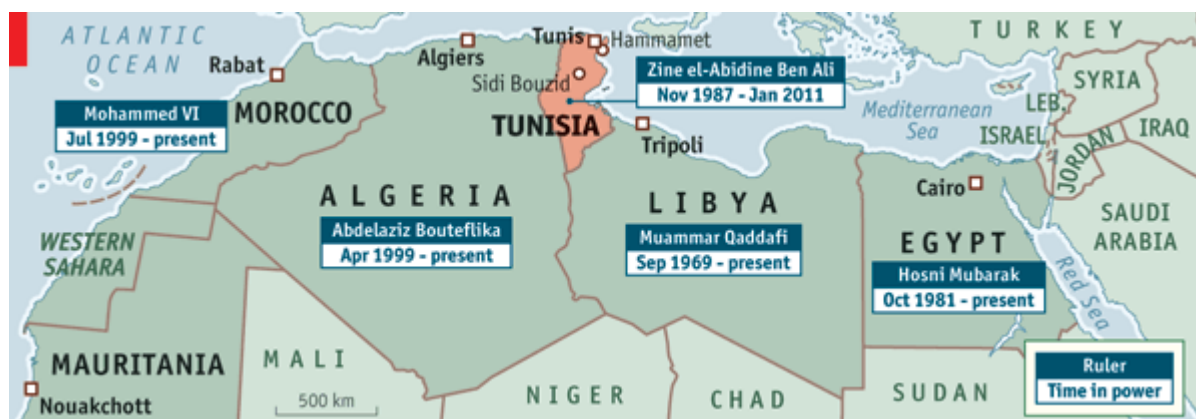 ATLANTIC
OCEAN
Rabat
Mohammed VI
Jul 1999 - present
MOROCCO
Algiers
Tunis
Hammamet
Sidi Bouzid
Zine el-Abidine Ben Ali
Nov 1987 - Jan 2011
TUNISIA
Tripoli
Mediterranean
Sea
TURKEY
SYRIA
LEB.
ISRAEL
JORDAN
IRAQ
Cairo
SAUDI
ARABIA
WESTERN
SAHARA
ALGERIA
Abdelaziz Bouteflika
Apr 1999 - present
LIBYA
Muammar Qaddafi
Sep 1969 - present
EGYPT
Hosni Mubarak
Oct 1981 - present
Red Sea
MAURITANIA
Nouakchott
MALI
500 km
NIGER
CHAD
SUDAN
Ruler
Time in power